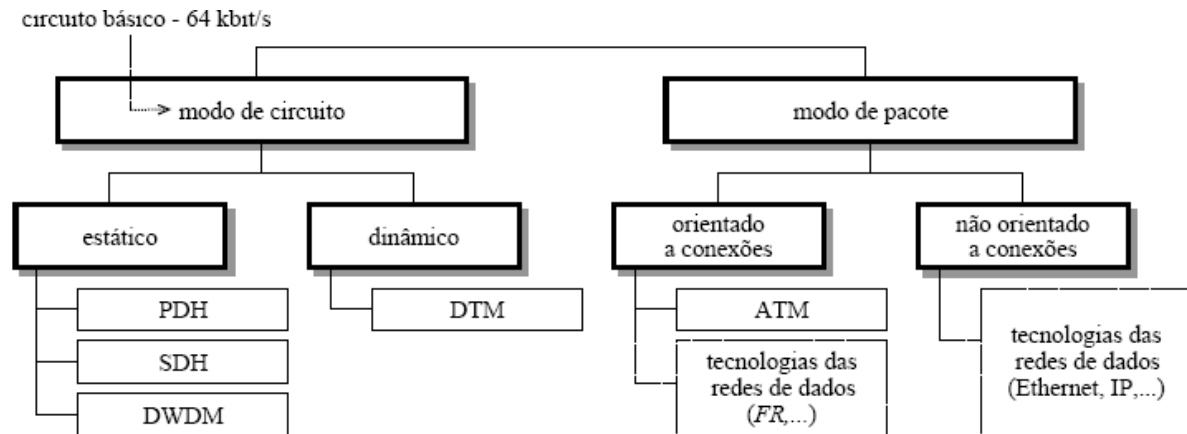 circuito básico - 64 kbit/s
modo de circuito
modo de pacote
estático
dinâmico
orientado
a conexões
não orientado
a conexões
PDH
SDH
DWDM
DTM
ATM
tecnologias das
redes de dados
(FR,...)
tecnologias das
redes de dados
(Ethernet, IP,...)